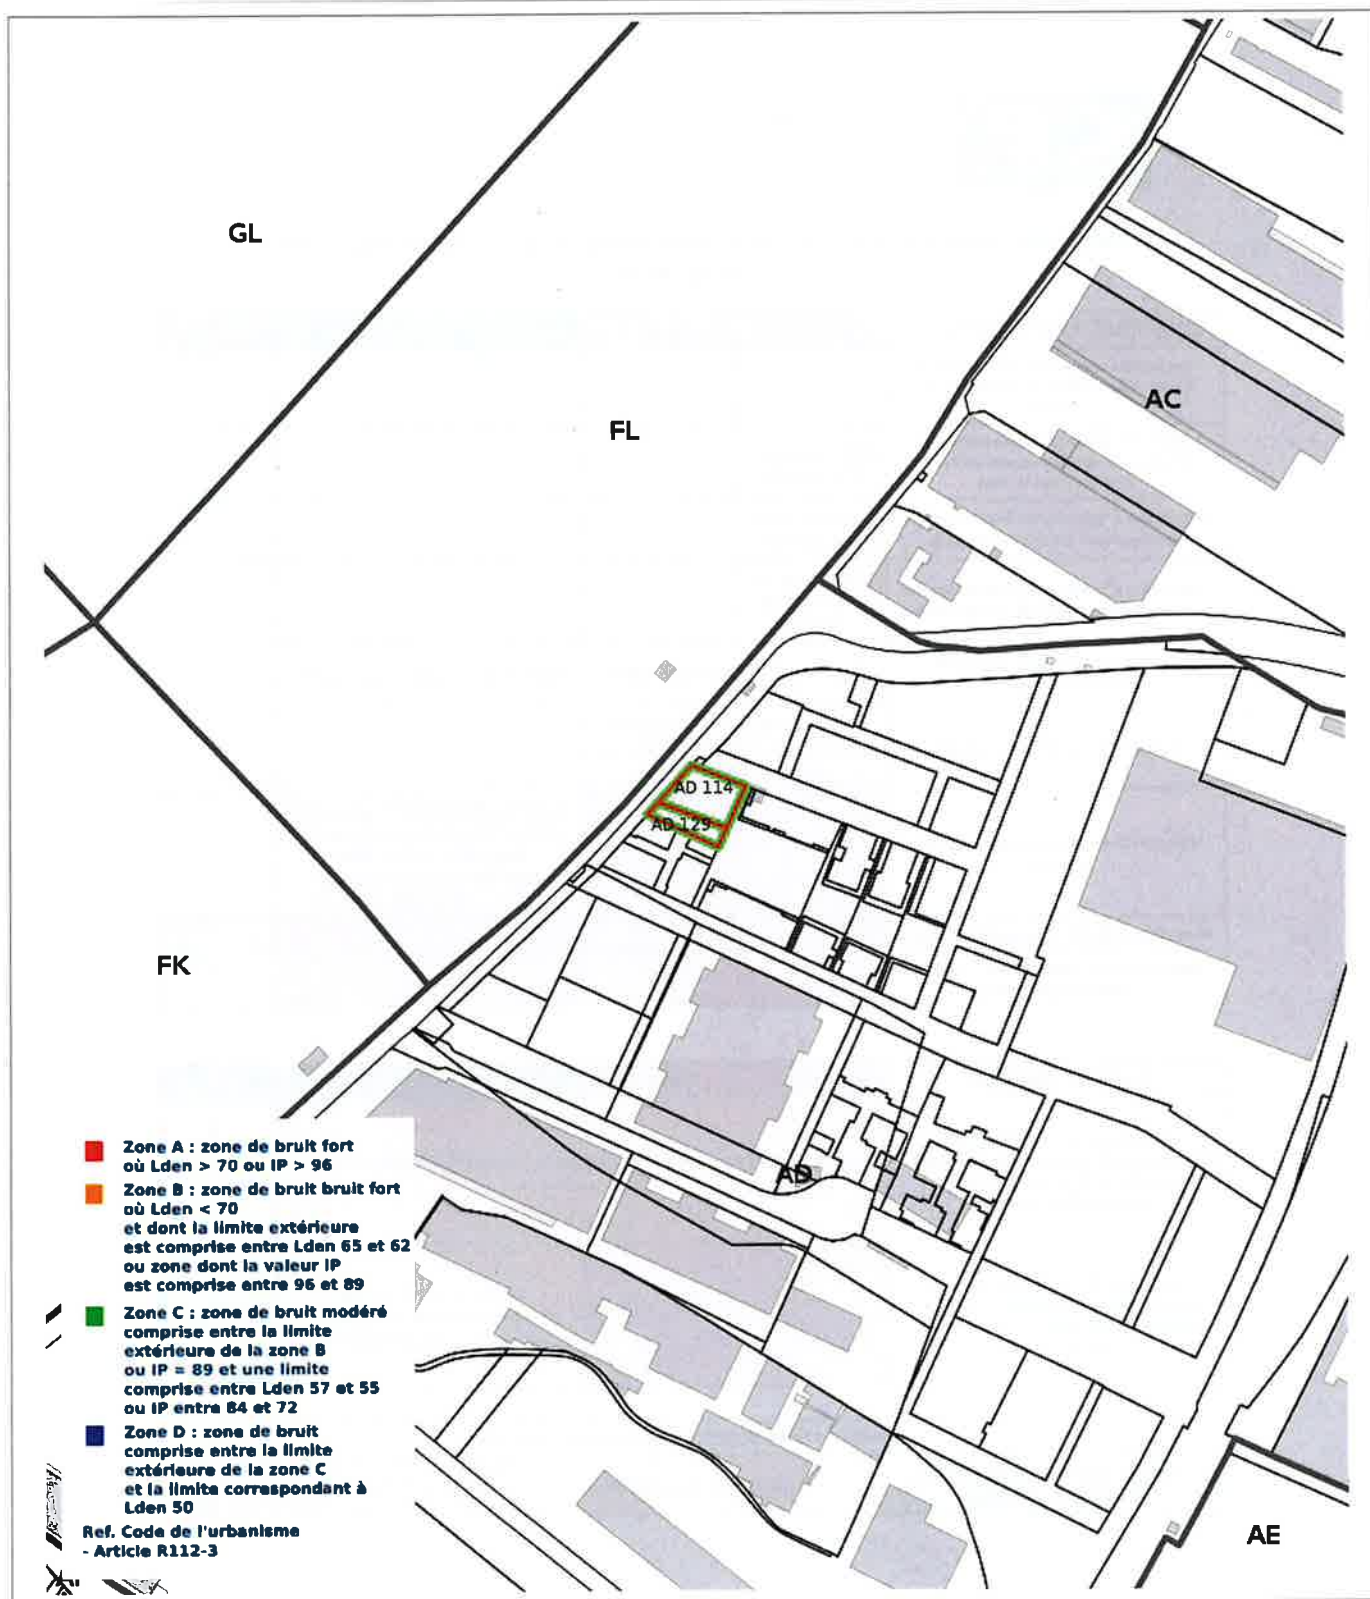 GL
FL
AC
AD 114
AD 129
FK
AD
AE
Zone A : zone de bruit fort
où Lden > 70 ou IP > 96
Zone B : zone de bruit bruit fort
où Lden < 70
et dont la limite extérieure
est comprise entre Lden 65 et 62
ou zone dont la valeur IP
est comprise entre 96 et 89
Zone C : zone de bruit modéré
comprise entre la limite
extérieure de la zone B
ou IP = 89 et une limite
comprise entre Lden 57 et 55
ou IP entre 84 et 72
Zone D : zone de bruit
comprise entre la limite
extérieure de la zone C
et la limite correspondant à
Lden 50
Ref. Code de l'urbanisme
- Article R112-3